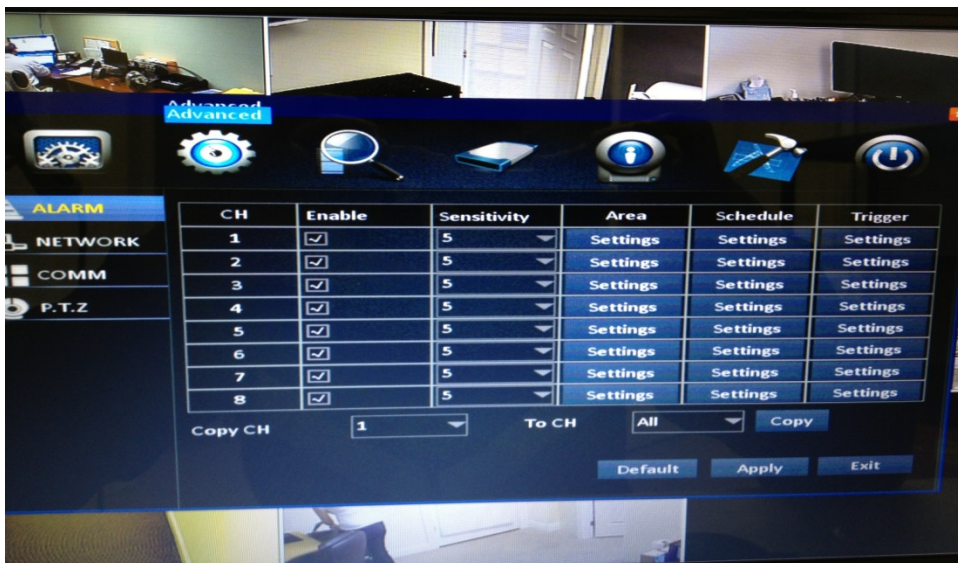 Advanced
Advanced
ALARM
NETWORK
COMM
P.T.Z
CH Enable Sensitivity Area Schedule Trigger
1 5 Settings Settings Settings
2 5 Settings Settings Settings
3 5 Settings Settings Settings
4 5 Settings Settings Settings
5 5 Settings Settings Settings
6 5 Settings Settings Settings
7 5 Settings Settings Settings
8 5 Settings Settings Settings
Copy CH 1 To CH All Copy
Default Apply Exit